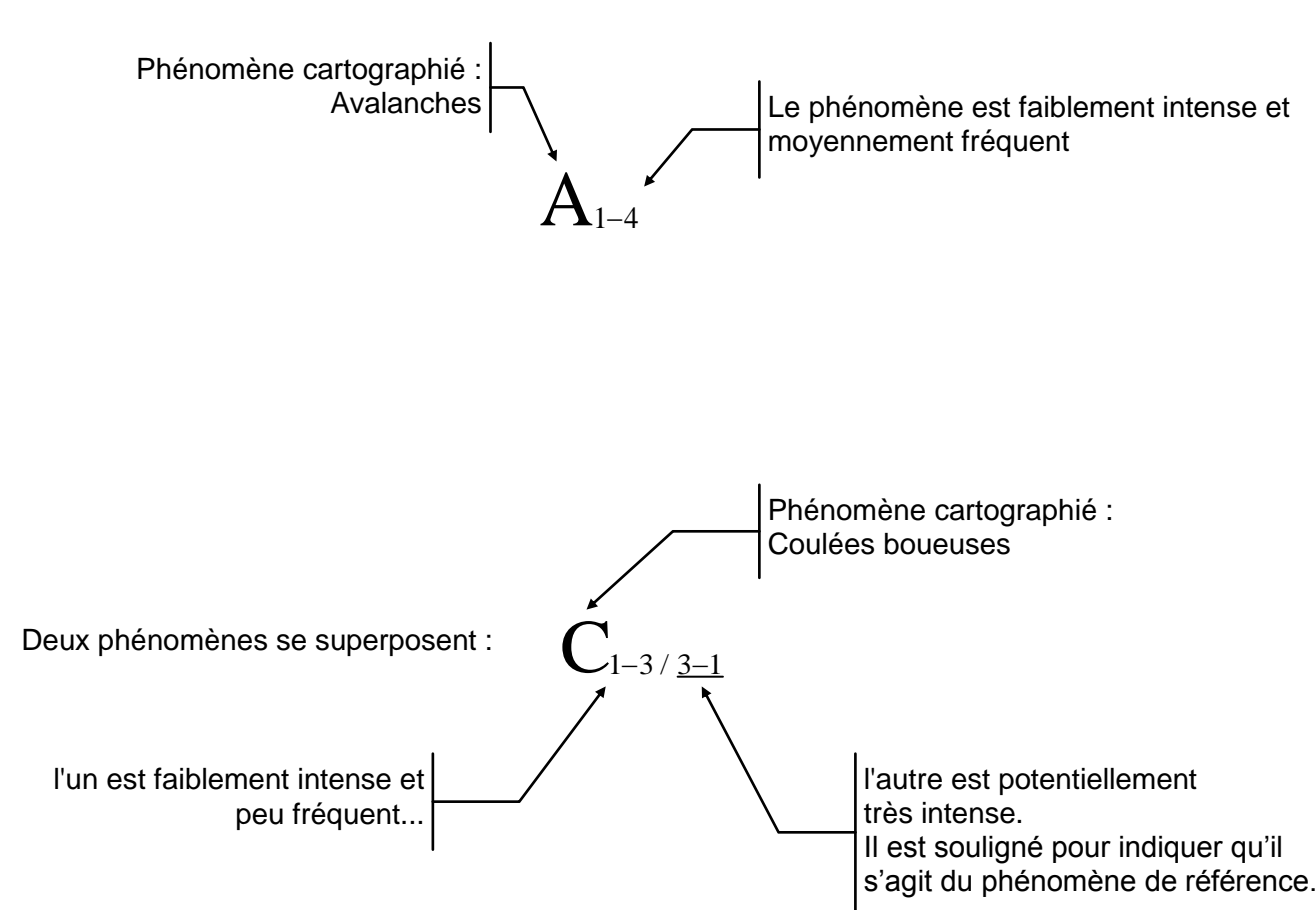 Phénomène cartographié :
Avalanches
Le phénomène est faiblement intense et
moyennement fréquent
A1–4
Phénomène cartographié :
Coulées boueuses
Deux phénomènes se superposent :
C1–3 / 3–1
l'un est faiblement intense et
peu fréquent...
l'autre est potentiellement
très intense.
Il est souligné pour indiquer qu’il
s’agit du phénomène de référence.